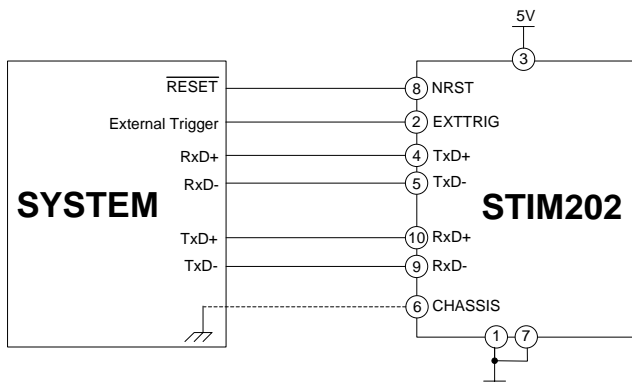 5V
3
RESET
8 NRST
External Trigger
2 EXTTRIG
RxD+
4 TxD+
RxD-
5 TxD-
SYSTEM
STIM202
TxD+
10 RxD+
TxD-
9 RxD-
6 CHASSIS
1 7